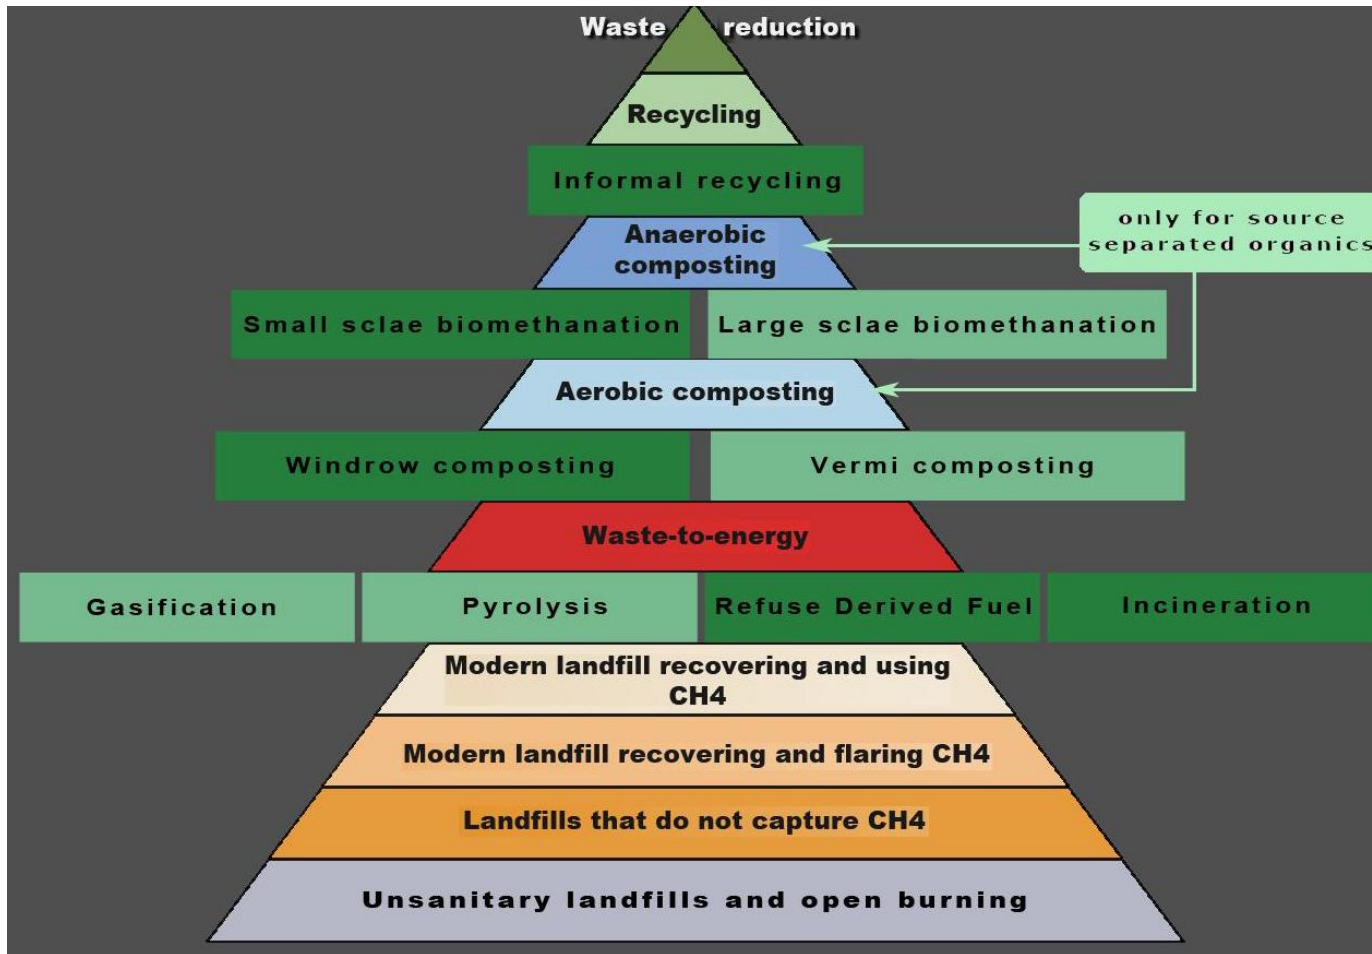 Waste reduction
Recycling
Informal recycling
only for source
separated organics
Anaerobic
composting
Small sclae biomethanation
Large sclae biomethanation
Aerobic composting
Windrow composting
Vermi composting
Waste-to-energy
Gasification
Pyrolysis
Refuse Derived Fuel
Incineration
Modern landfill recovering and using
CH4
Modern landfill recovering and flaring CH4
Landfills that do not capture CH4
Unsanitary landfills and open burning